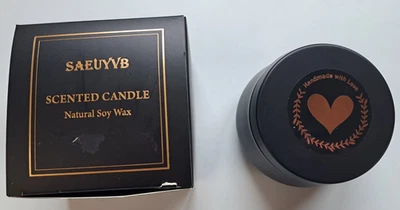 SAEUYVB
SCENTED CANDLE
Natural Soy Wax
Handmade with Love